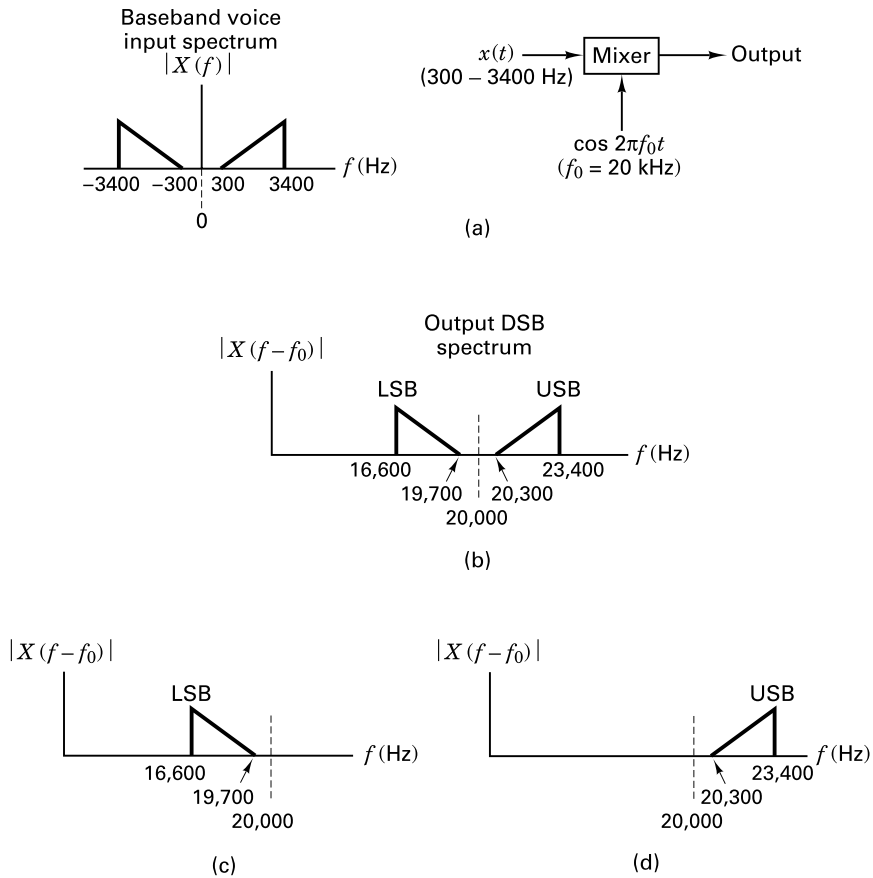 Baseband voice
input spectrum
|X(f)|
f (Hz)
−3400 −300 300 3400
0
x(t)
(300 – 3400 Hz)
Mixer
Output
cos 2πf₀t
(f₀ = 20 kHz)
(a)
Output DSB
spectrum
|X(f – f₀)|
LSB
USB
f (Hz)
16,600
23,400
19,700
20,300
20,000
(b)
|X(f – f₀)|
LSB
f (Hz)
16,600
19,700
20,000
(c)
|X(f – f₀)|
USB
f (Hz)
23,400
20,300
20,000
(d)